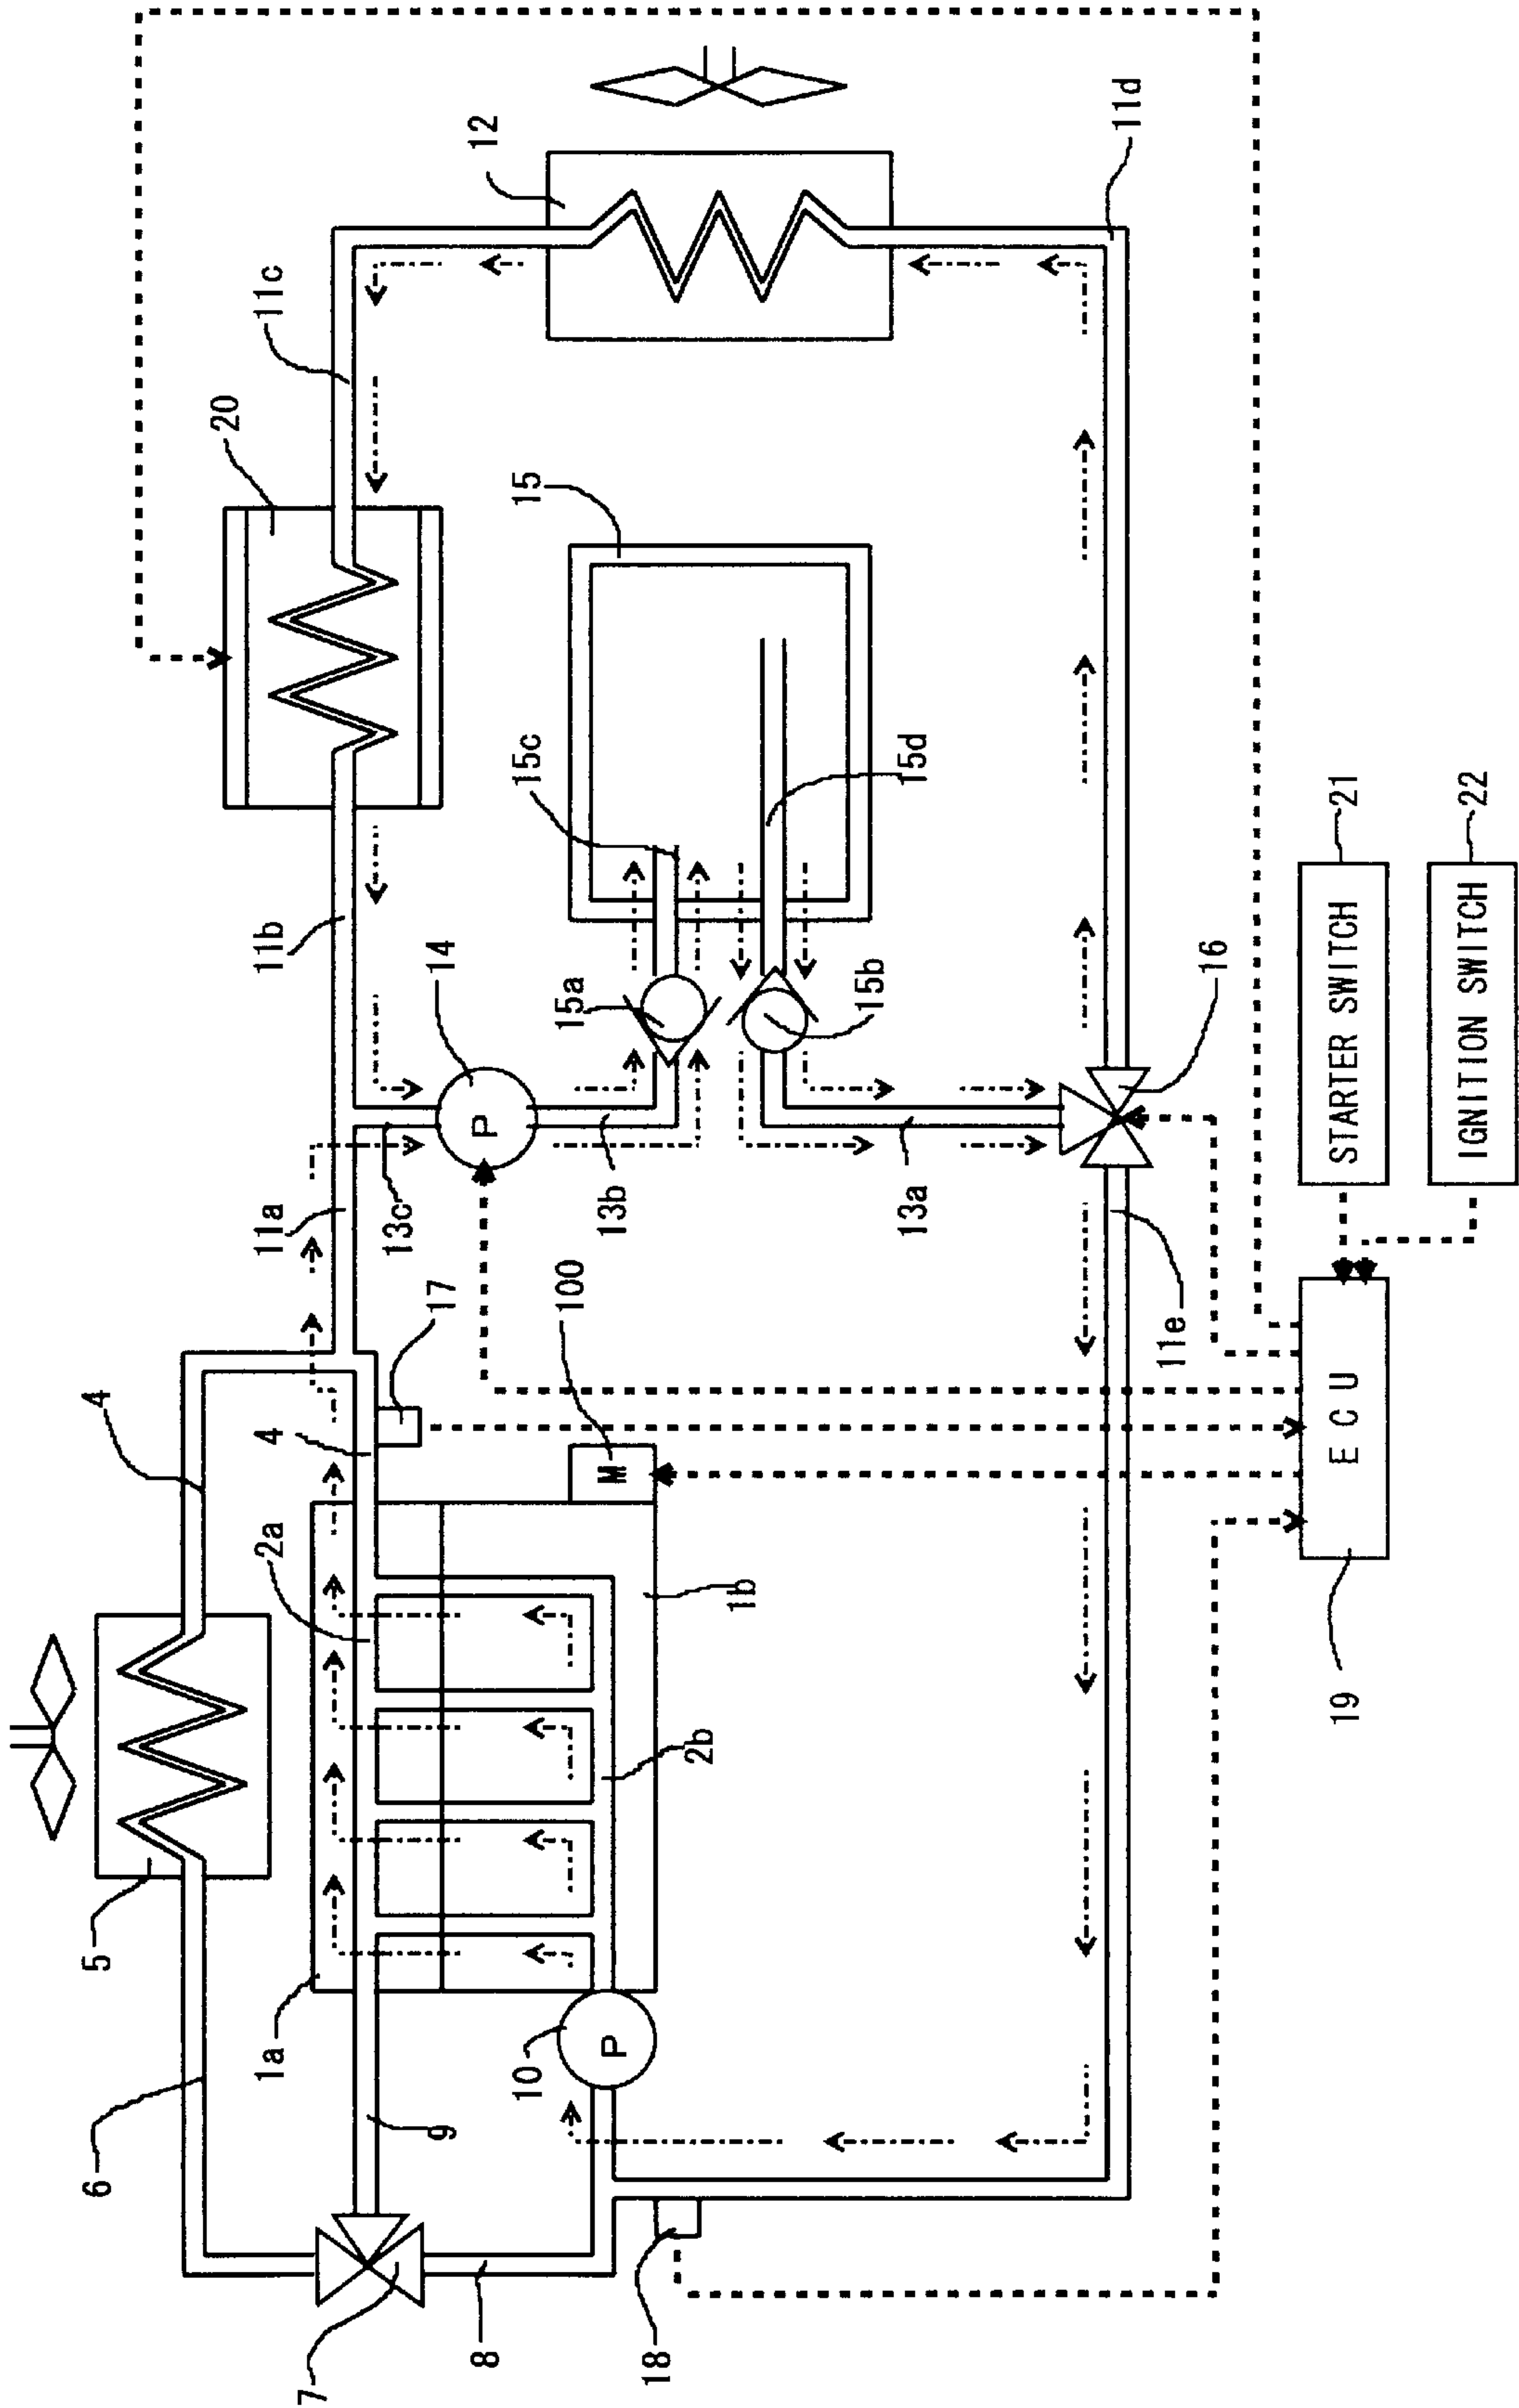 5
4
6
1a
2a
4
17
11a
11b
20
11c
12
7
9
13c
14
8
10
P
P
M
100
13b
15a
15c
15
2b
1b
18
15b
15d
13a
16
11e
11d
19
ECU
STARTER SWITCH
21
IGNITION SWITCH
22